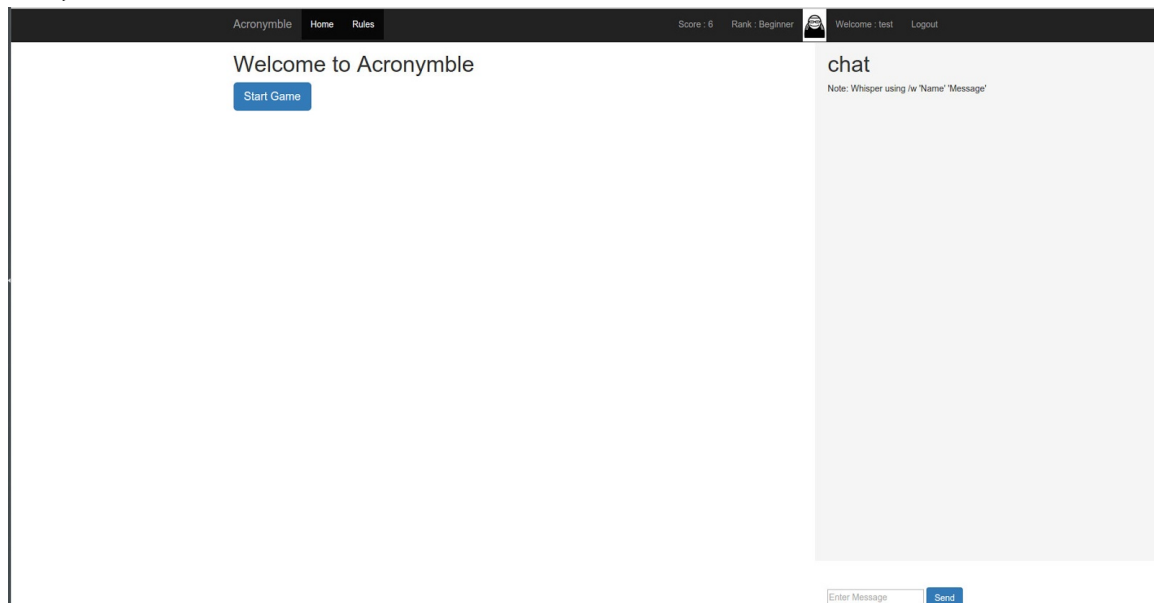 Acronymble Home Rules Score : 6 Rank : Beginner Welcome : test Logout
Welcome to Acronymble
Start Game
chat
Note: Whisper using /w 'Name' 'Message'
Enter Message Send